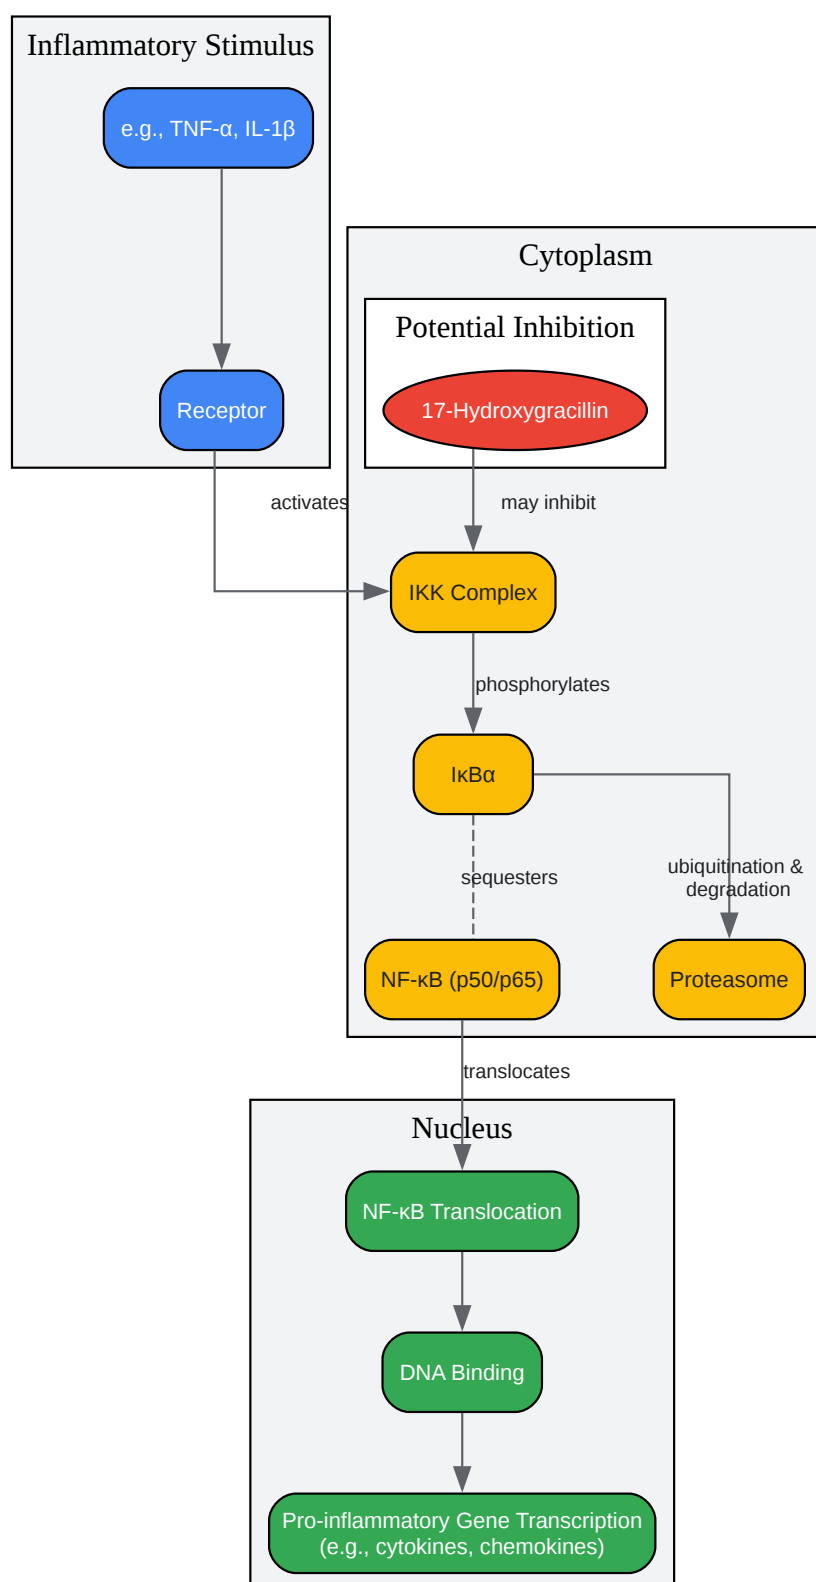 Inflammatory Stimulus
e.g., TNF-α, IL-1β
Receptor
activates
Cytoplasm
Potential Inhibition
17-Hydroxygracillin
may inhibit
IKK Complex
phosphorylates
IκBα
sequesters
ubiquitination &
degradation
NF-κB (p50/p65)
Proteasome
translocates
Nucleus
NF-κB Translocation
DNA Binding
Pro-inflammatory Gene Transcription
(e.g., cytokines, chemokines)